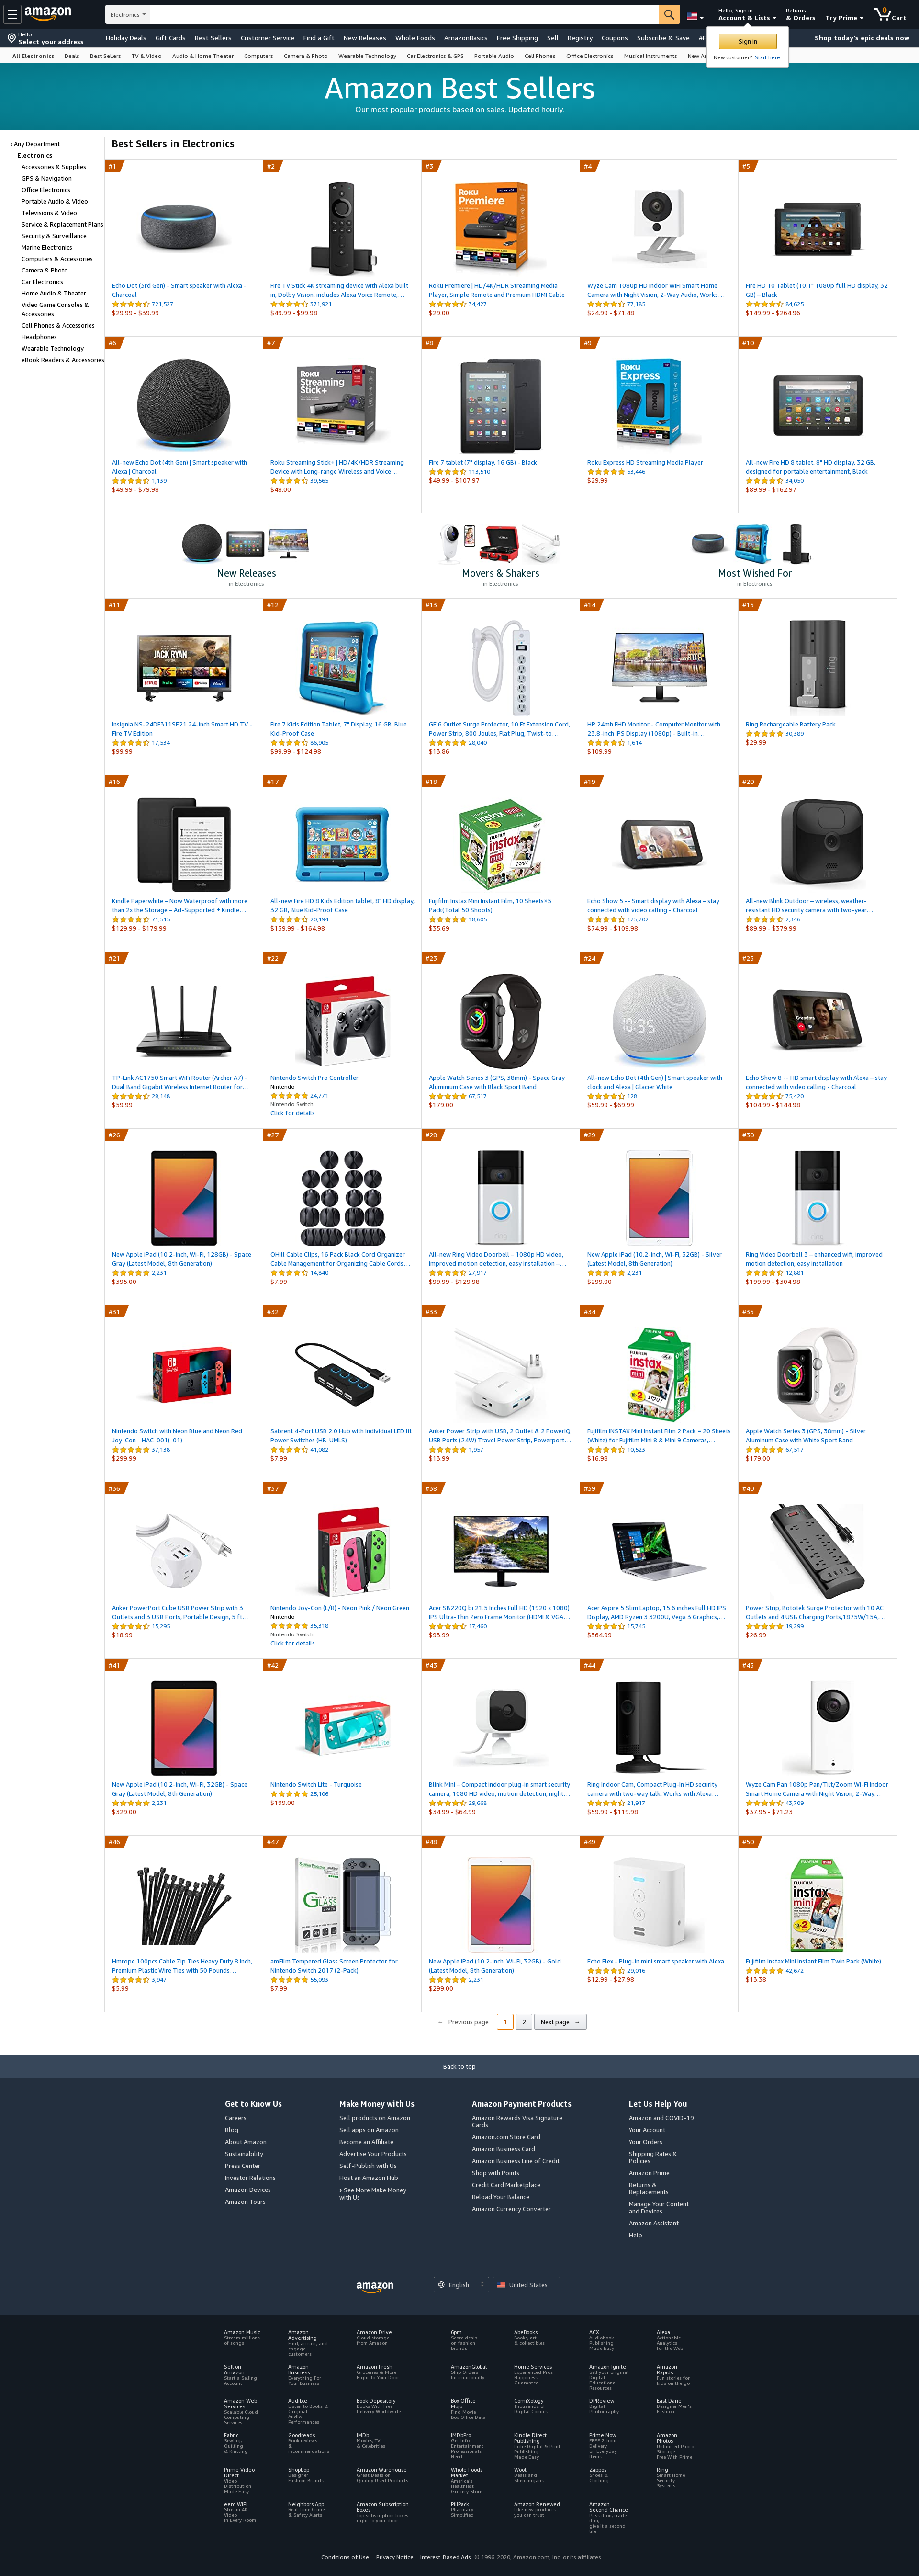 amazon
Electronics
Hello, Sign in
Account & Lists
Returns
& Orders
Try Prime
0
Cart
Hello
Select your address
Holiday Deals
Gift Cards
Best Sellers
Customer Service
Find a Gift
New Releases
Whole Foods
AmazonBasics
Free Shipping
Sell
Registry
Coupons
Subscribe & Save
Shop today's epic deals now
Sign in
New customer? Start here.
All Electronics
Deals
Best Sellers
TV & Video
Audio & Home Theater
Computers
Camera & Photo
Wearable Technology
Car Electronics & GPS
Portable Audio
Cell Phones
Office Electronics
Musical Instruments
Amazon Best Sellers
Our most popular products based on sales. Updated hourly.
‹ Any Department
Electronics
Accessories & Supplies
GPS & Navigation
Office Electronics
Portable Audio & Video
Televisions & Video
Service & Replacement Plans
Security & Surveillance
Marine Electronics
Computers & Accessories
Camera & Photo
Car Electronics
Home Audio & Theater
Video Game Consoles &
Accessories
Cell Phones & Accessories
Headphones
Wearable Technology
eBook Readers & Accessories
Best Sellers in Electronics
#1
Echo Dot (3rd Gen) - Smart speaker with Alexa -
Charcoal
721,527
$29.99 - $39.99
#2
Fire TV Stick 4K streaming device with Alexa built
in, Dolby Vision, includes Alexa Voice Remote,…
371,921
$49.99 - $99.98
#3
Roku Premiere | HD/4K/HDR Streaming Media
Player, Simple Remote and Premium HDMI Cable
34,427
$29.00
#4
Wyze Cam 1080p HD Indoor WiFi Smart Home
Camera with Night Vision, 2-Way Audio, Works…
77,185
$24.99 - $71.48
#5
Fire HD 10 Tablet (10.1" 1080p full HD display, 32
GB) – Black
84,625
$149.99 - $264.96
#6
All-new Echo Dot (4th Gen) | Smart speaker with
Alexa | Charcoal
1,139
$49.99 - $79.98
#7
Roku Streaming Stick+ | HD/4K/HDR Streaming
Device with Long-range Wireless and Voice…
39,565
$48.00
#8
Fire 7 tablet (7" display, 16 GB) - Black
113,510
$49.99 - $107.97
#9
Roku Express HD Streaming Media Player
53,446
$29.99
#10
All-new Fire HD 8 tablet, 8" HD display, 32 GB,
designed for portable entertainment, Black
34,050
$89.99 - $162.97
New Releases
in Electronics
Movers & Shakers
in Electronics
Most Wished For
in Electronics
#11
Insignia NS-24DF311SE21 24-inch Smart HD TV -
Fire TV Edition
17,534
$99.99
#12
Fire 7 Kids Edition Tablet, 7" Display, 16 GB, Blue
Kid-Proof Case
66,905
$99.99 - $124.98
#13
GE 6 Outlet Surge Protector, 10 Ft Extension Cord,
Power Strip, 800 Joules, Flat Plug, Twist-to…
28,040
$13.86
#14
HP 24mh FHD Monitor - Computer Monitor with
23.8-inch IPS Display (1080p) - Built-in…
1,614
$109.99
#15
Ring Rechargeable Battery Pack
30,389
$29.99
#16
Kindle Paperwhite – Now Waterproof with more
than 2x the Storage – Ad-Supported + Kindle…
71,515
$129.99 - $179.99
#17
All-new Fire HD 8 Kids Edition tablet, 8" HD display,
32 GB, Blue Kid-Proof Case
20,194
$139.99 - $164.98
#18
Fujifilm Instax Mini Instant Film, 10 Sheets×5
Pack(Total 50 Shoots)
18,605
$35.69
#19
Echo Show 5 -- Smart display with Alexa – stay
connected with video calling - Charcoal
175,702
$74.99 - $109.98
#20
All-new Blink Outdoor – wireless, weather-
resistant HD security camera with two-year…
2,346
$89.99 - $379.99
#21
TP-Link AC1750 Smart WiFi Router (Archer A7) -
Dual Band Gigabit Wireless Internet Router for…
28,148
$59.99
#22
Nintendo Switch Pro Controller
Nintendo
24,771
Nintendo Switch
Click for details
#23
Apple Watch Series 3 (GPS, 38mm) - Space Gray
Aluminium Case with Black Sport Band
67,517
$179.00
#24
All-new Echo Dot (4th Gen) | Smart speaker with
clock and Alexa | Glacier White
128
$59.99 - $69.99
#25
Echo Show 8 -- HD smart display with Alexa – stay
connected with video calling - Charcoal
75,420
$104.99 - $144.98
#26
New Apple iPad (10.2-inch, Wi-Fi, 128GB) - Space
Gray (Latest Model, 8th Generation)
2,231
$395.00
#27
OHill Cable Clips, 16 Pack Black Cord Organizer
Cable Management for Organizing Cable Cords…
14,840
$7.99
#28
All-new Ring Video Doorbell – 1080p HD video,
improved motion detection, easy installation –…
27,917
$99.99 - $129.98
#29
New Apple iPad (10.2-inch, Wi-Fi, 32GB) - Silver
(Latest Model, 8th Generation)
2,231
$299.00
#30
Ring Video Doorbell 3 – enhanced wifi, improved
motion detection, easy installation
12,881
$199.99 - $304.98
#31
Nintendo Switch with Neon Blue and Neon Red
Joy-Con - HAC-001(-01)
37,138
$299.99
#32
Sabrent 4-Port USB 2.0 Hub with Individual LED lit
Power Switches (HB-UMLS)
41,082
$7.99
#33
Anker Power Strip with USB, 2 Outlet & 2 PowerIQ
USB Ports (24W) Travel Power Strip, Powerport…
1,957
$13.99
#34
Fujifilm INSTAX Mini Instant Film 2 Pack = 20 Sheets
(White) for Fujifilm Mini 8 & Mini 9 Cameras,…
10,523
$16.98
#35
Apple Watch Series 3 (GPS, 38mm) - Silver
Aluminum Case with White Sport Band
67,517
$179.00
#36
Anker PowerPort Cube USB Power Strip with 3
Outlets and 3 USB Ports, Portable Design, 5 ft…
15,295
$18.99
#37
Nintendo Joy-Con (L/R) - Neon Pink / Neon Green
Nintendo
35,318
Nintendo Switch
Click for details
#38
Acer SB220Q bi 21.5 Inches Full HD (1920 x 1080)
IPS Ultra-Thin Zero Frame Monitor (HDMI & VGA…
17,460
$93.99
#39
Acer Aspire 5 Slim Laptop, 15.6 inches Full HD IPS
Display, AMD Ryzen 3 3200U, Vega 3 Graphics,…
15,745
$364.99
#40
Power Strip, Bototek Surge Protector with 10 AC
Outlets and 4 USB Charging Ports,1875W/15A,…
19,299
$26.99
#41
New Apple iPad (10.2-inch, Wi-Fi, 32GB) - Space
Gray (Latest Model, 8th Generation)
2,231
$329.00
#42
Nintendo Switch Lite - Turquoise
25,106
$199.00
#43
Blink Mini – Compact indoor plug-in smart security
camera, 1080 HD video, motion detection, night…
29,668
$34.99 - $64.99
#44
Ring Indoor Cam, Compact Plug-In HD security
camera with two-way talk, Works with Alexa…
21,917
$59.99 - $119.98
#45
Wyze Cam Pan 1080p Pan/Tilt/Zoom Wi-Fi Indoor
Smart Home Camera with Night Vision, 2-Way…
43,709
$37.95 - $71.23
#46
Hmrope 100pcs Cable Zip Ties Heavy Duty 8 Inch,
Premium Plastic Wire Ties with 50 Pounds…
3,947
$5.99
#47
amFilm Tempered Glass Screen Protector for
Nintendo Switch 2017 (2-Pack)
55,093
$7.99
#48
New Apple iPad (10.2-inch, Wi-Fi, 32GB) - Gold
(Latest Model, 8th Generation)
2,231
$299.00
#49
Echo Flex - Plug-in mini smart speaker with Alexa
29,016
$12.99 - $27.98
#50
Fujifilm Instax Mini Instant Film Twin Pack (White)
42,672
$13.38
← Previous page
1
2
Next page →
Back to top
Get to Know Us
Careers
Blog
About Amazon
Sustainability
Press Center
Investor Relations
Amazon Devices
Amazon Tours
Make Money with Us
Sell products on Amazon
Sell apps on Amazon
Become an Affiliate
Advertise Your Products
Self-Publish with Us
Host an Amazon Hub
› See More Make Money
with Us
Amazon Payment Products
Amazon Rewards Visa Signature
Cards
Amazon.com Store Card
Amazon Business Card
Amazon Business Line of Credit
Shop with Points
Credit Card Marketplace
Reload Your Balance
Amazon Currency Converter
Let Us Help You
Amazon and COVID-19
Your Account
Your Orders
Shipping Rates &
Policies
Amazon Prime
Returns &
Replacements
Manage Your Content
and Devices
Amazon Assistant
Help
amazon
English
United States
Amazon Music
Stream millions
of songs
Amazon
Advertising
Find, attract, and
engage
customers
Amazon Drive
Cloud storage
from Amazon
6pm
Score deals
on fashion
brands
AbeBooks
Books, art
& collectibles
ACX
Audiobook
Publishing
Made Easy
Alexa
Actionable
Analytics
for the Web
Sell on
Amazon
Start a Selling
Account
Amazon
Business
Everything For
Your Business
Amazon Fresh
Groceries & More
Right To Your Door
AmazonGlobal
Ship Orders
Internationally
Home Services
Experienced Pros
Happiness
Guarantee
Amazon Ignite
Sell your original
Digital
Educational
Resources
Amazon
Rapids
Fun stories for
kids on the go
Amazon Web
Services
Scalable Cloud
Computing
Services
Audible
Listen to Books &
Original
Audio
Performances
Book Depository
Books With Free
Delivery Worldwide
Box Office
Mojo
Find Movie
Box Office Data
ComiXology
Thousands of
Digital Comics
DPReview
Digital
Photography
East Dane
Designer Men's
Fashion
Fabric
Sewing,
Quilting
& Knitting
Goodreads
Book reviews
&
recommendations
IMDb
Movies, TV
& Celebrities
IMDbPro
Get Info
Entertainment
Professionals
Need
Kindle Direct
Publishing
Indie Digital & Print
Publishing
Made Easy
Prime Now
FREE 2-hour
Delivery
on Everyday
Items
Amazon
Photos
Unlimited Photo
Storage
Free With Prime
Prime Video
Direct
Video
Distribution
Made Easy
Shopbop
Designer
Fashion Brands
Amazon Warehouse
Great Deals on
Quality Used Products
Whole Foods
Market
America's
Healthiest
Grocery Store
Woot!
Deals and
Shenanigans
Zappos
Shoes &
Clothing
Ring
Smart Home
Security
Systems
eero WiFi
Stream 4K
Video
in Every Room
Neighbors App
Real-Time Crime
& Safety Alerts
Amazon Subscription
Boxes
Top subscription boxes –
right to your door
PillPack
Pharmacy
Simplified
Amazon Renewed
Like-new products
you can trust
Amazon
Second Chance
Pass it on, trade
it in,
give it a second
life
Conditions of Use
Privacy Notice
Interest-Based Ads
© 1996-2020, Amazon.com, Inc. or its affiliates